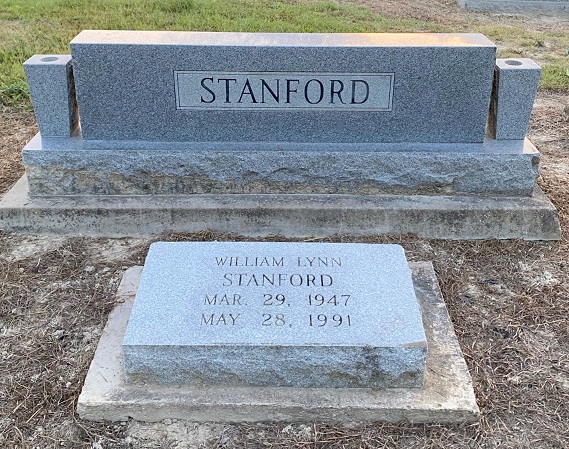 STANFORD
WILLIAM LYNN
STANFORD
MAR. 29, 1947
MAY 28, 1991